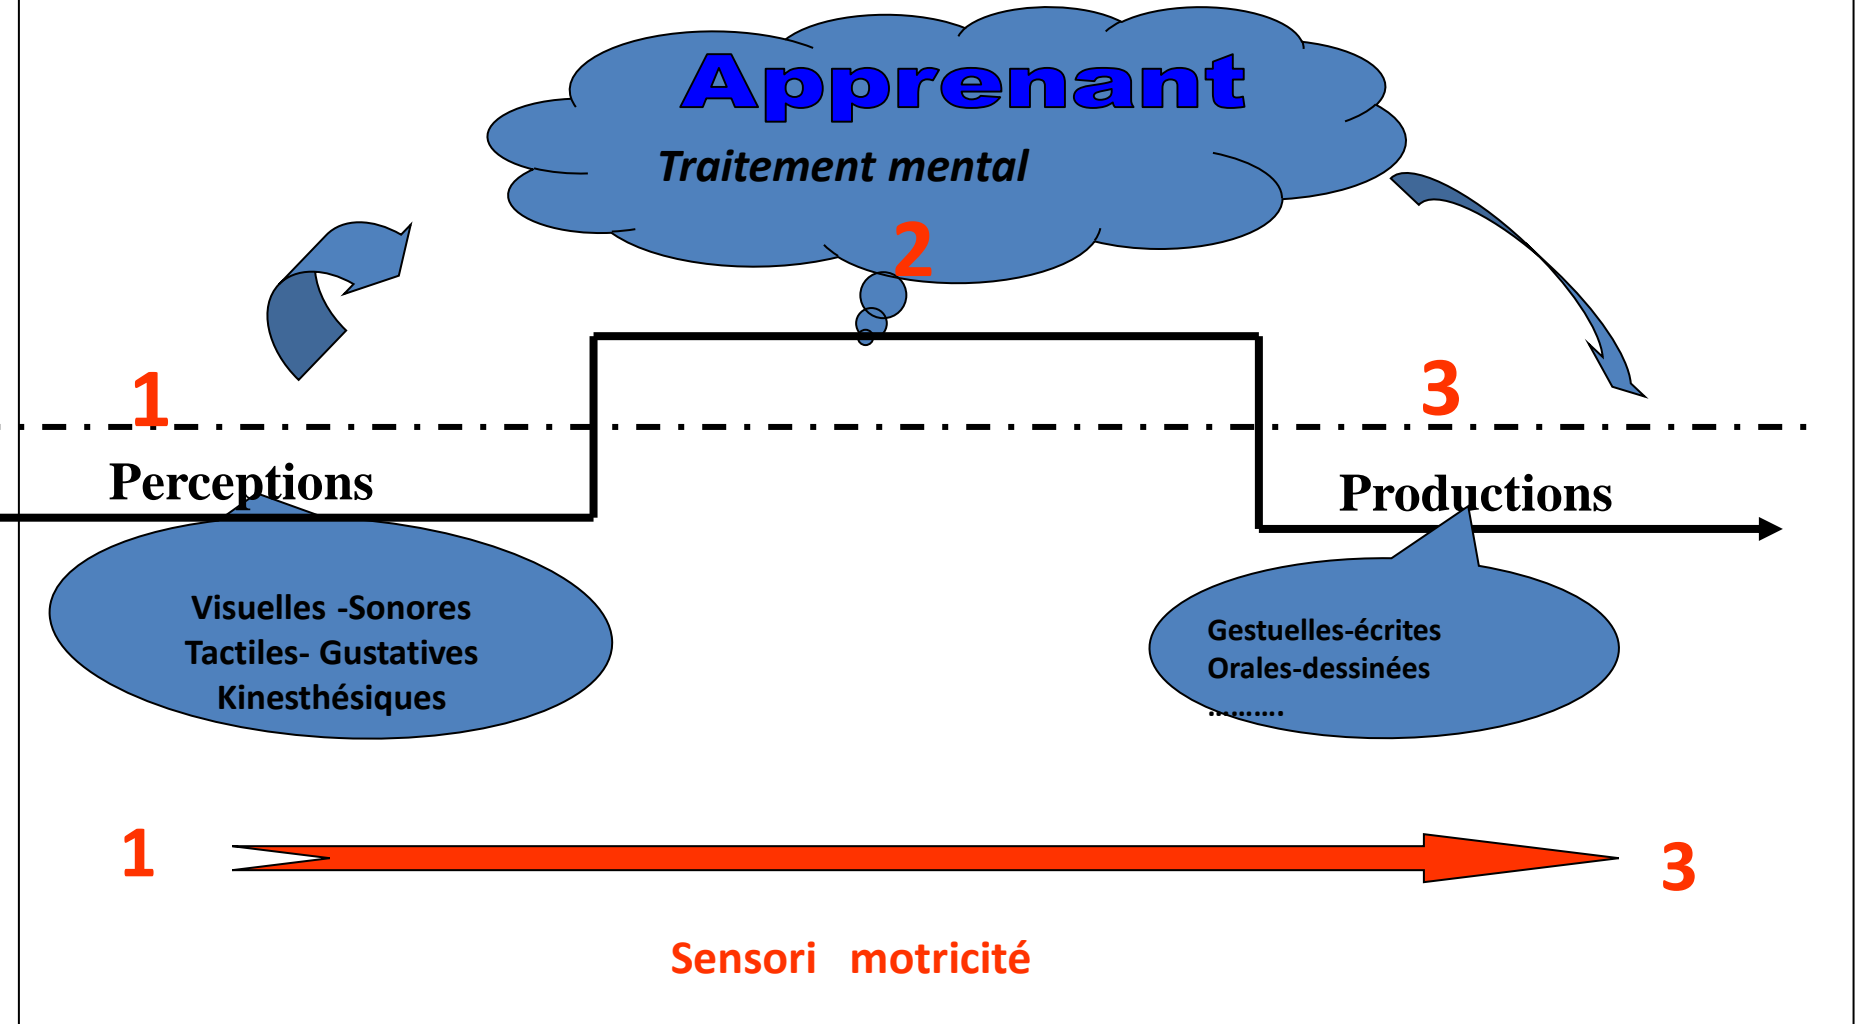 Apprenant
Traitement mental
2
1
3
Perceptions
Productions
Visuelles -Sonores
Tactiles- Gustatives
Kinesthésiques
Gestuelles-écrites
Orales-dessinées
……….
1
3
Sensori motricité